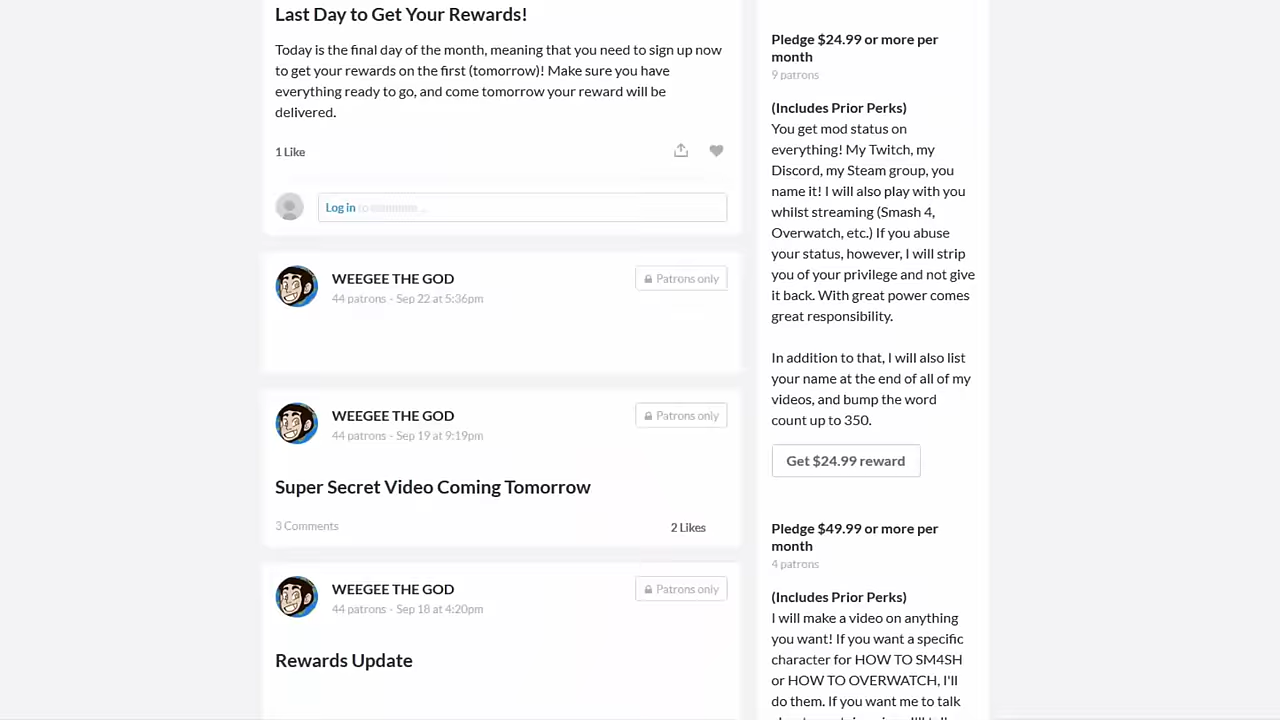 Last Day to Get Your Rewards!
Today is the final day of the month, meaning that you need to sign up now
to get your rewards on the first (tomorrow)! Make sure you have
everything ready to go, and come tomorrow your reward will be
delivered.
1 Like
Log in to
WEEGEE THE GOD
Patrons only
44 patrons - Sep 22 at 5:36pm
WEEGEE THE GOD
Patrons only
44 patrons - Sep 19 at 9:19pm
Super Secret Video Coming Tomorrow
3 Comments
2 Likes
WEEGEE THE GOD
Patrons only
44 patrons - Sep 18 at 4:20pm
Rewards Update
Pledge $24.99 or more per
month
9 patrons
(Includes Prior Perks)
You get mod status on
everything! My Twitch, my
Discord, my Steam group, you
name it! I will also play with you
whilst streaming (Smash 4,
Overwatch, etc.) If you abuse
your status, however, I will strip
you of your privilege and not give
it back. With great power comes
great responsibility.
In addition to that, I will also list
your name at the end of all of my
videos, and bump the word
count up to 350.
Get $24.99 reward
Pledge $49.99 or more per
month
4 patrons
(Includes Prior Perks)
I will make a video on anything
you want! If you want a specific
character for HOW TO SM4SH
or HOW TO OVERWATCH, I'll
do them. If you want me to talk